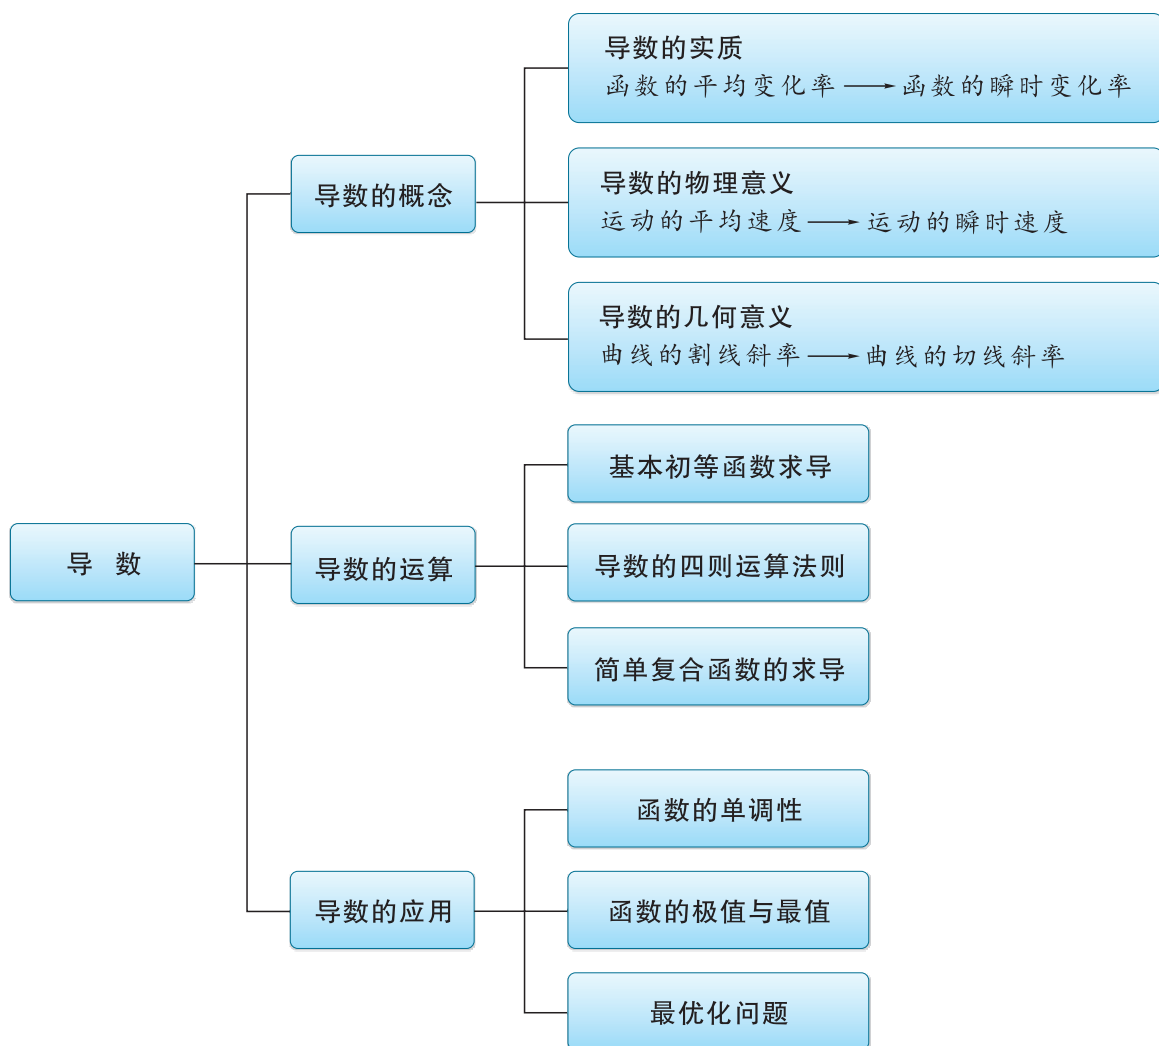 导数的实质
函数的平均变化率→函数的瞬时变化率
导数的概念
导数的物理意义
运动的平均速度→运动的瞬时速度
导数的几何意义
曲线的割线斜率→曲线的切线斜率
基本初等函数求导
导 数
导数的运算
导数的四则运算法则
简单复合函数的求导
函数的单调性
导数的应用
函数的极值与最值
最优化问题